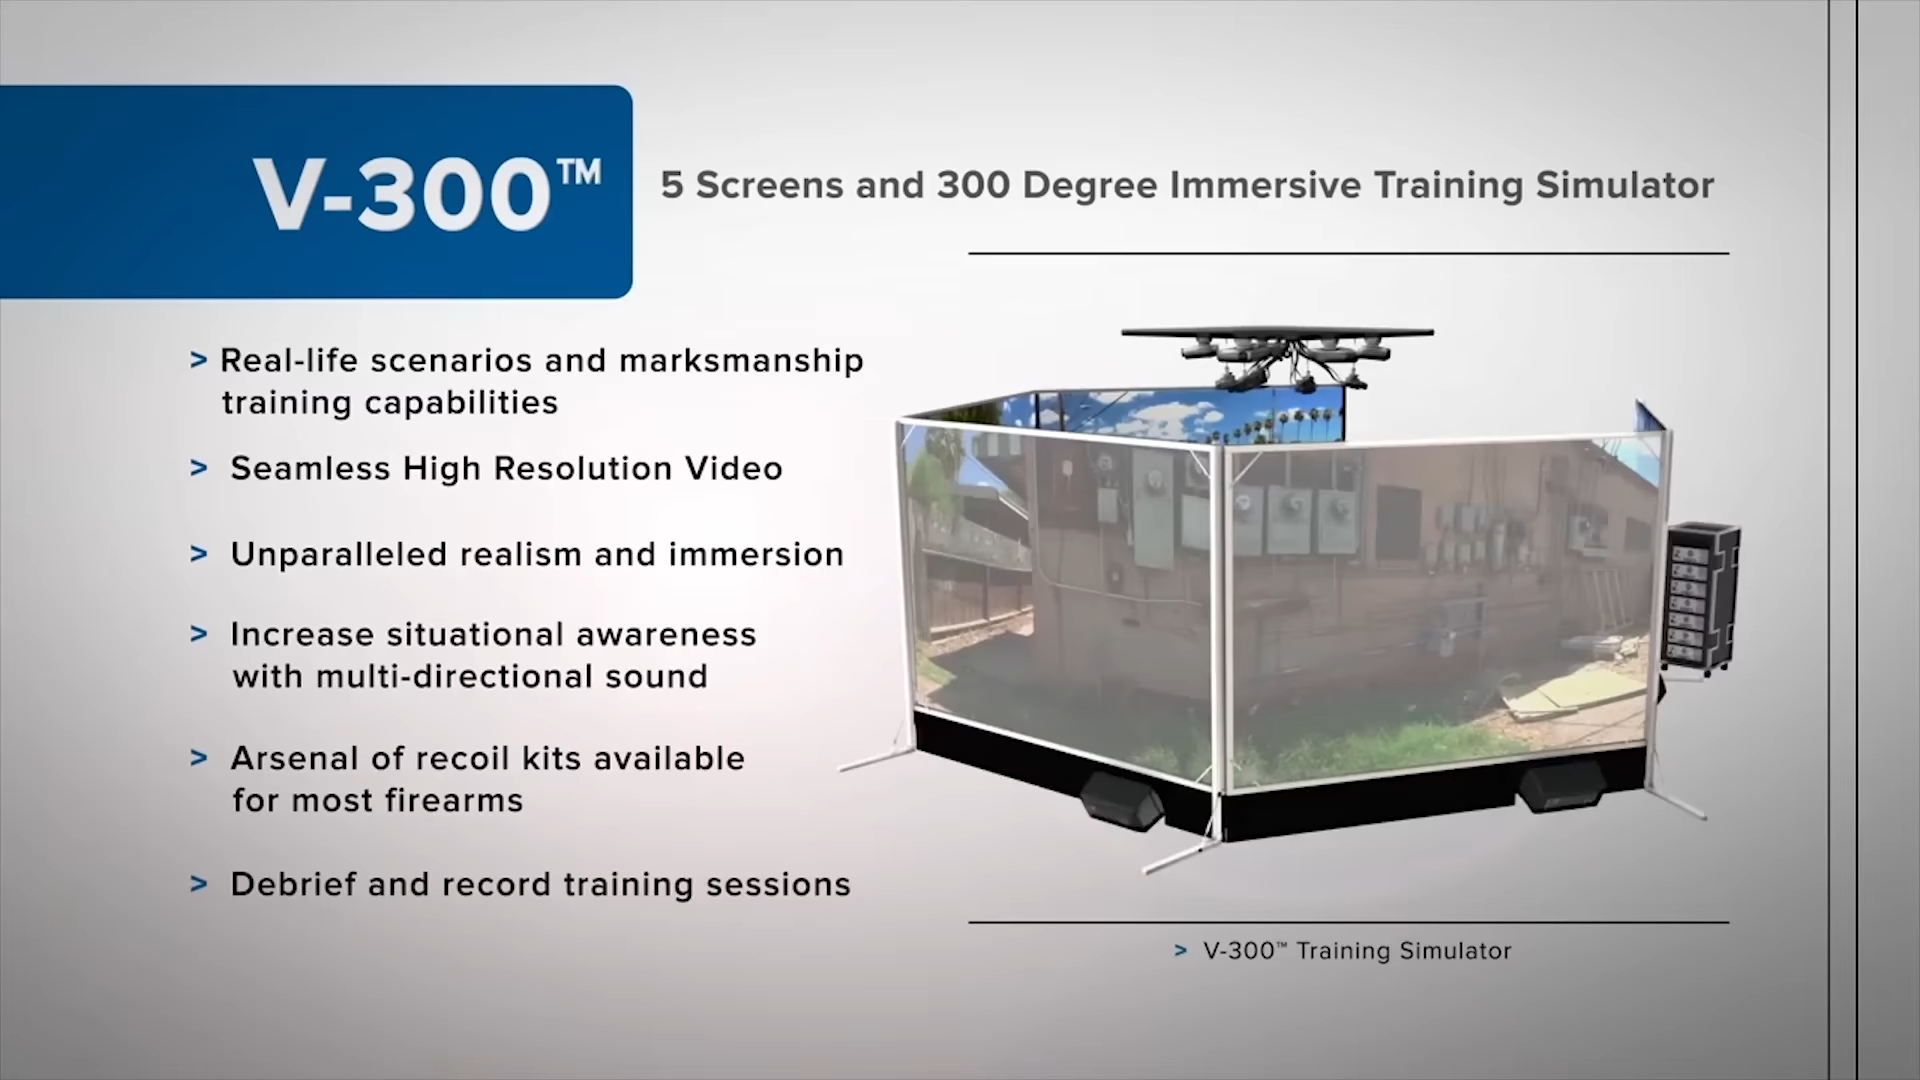 V-300™
5 Screens and 300 Degree Immersive Training Simulator
> Real-life scenarios and marksmanship
training capabilities
> Seamless High Resolution Video
> Unparalleled realism and immersion
> Increase situational awareness
with multi-directional sound
> Arsenal of recoil kits available
for most firearms
> Debrief and record training sessions
> V-300™ Training Simulator